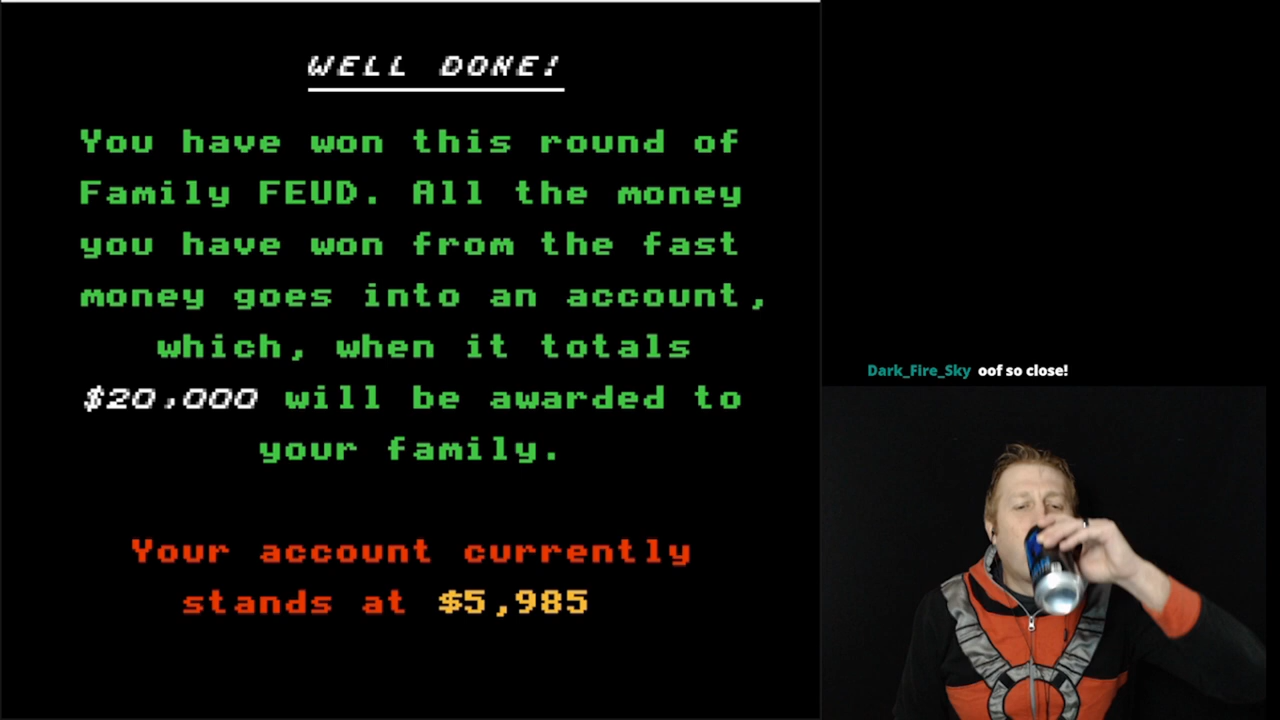 WELL DONE!
You have won this round of
Family FEUD. All the money
you have won from the fast
money goes into an account,
which, when it totals
$20,000 will be awarded to
your family.
Your account currently
stands at $5,985
Dark_Fire_Sky oof so close!